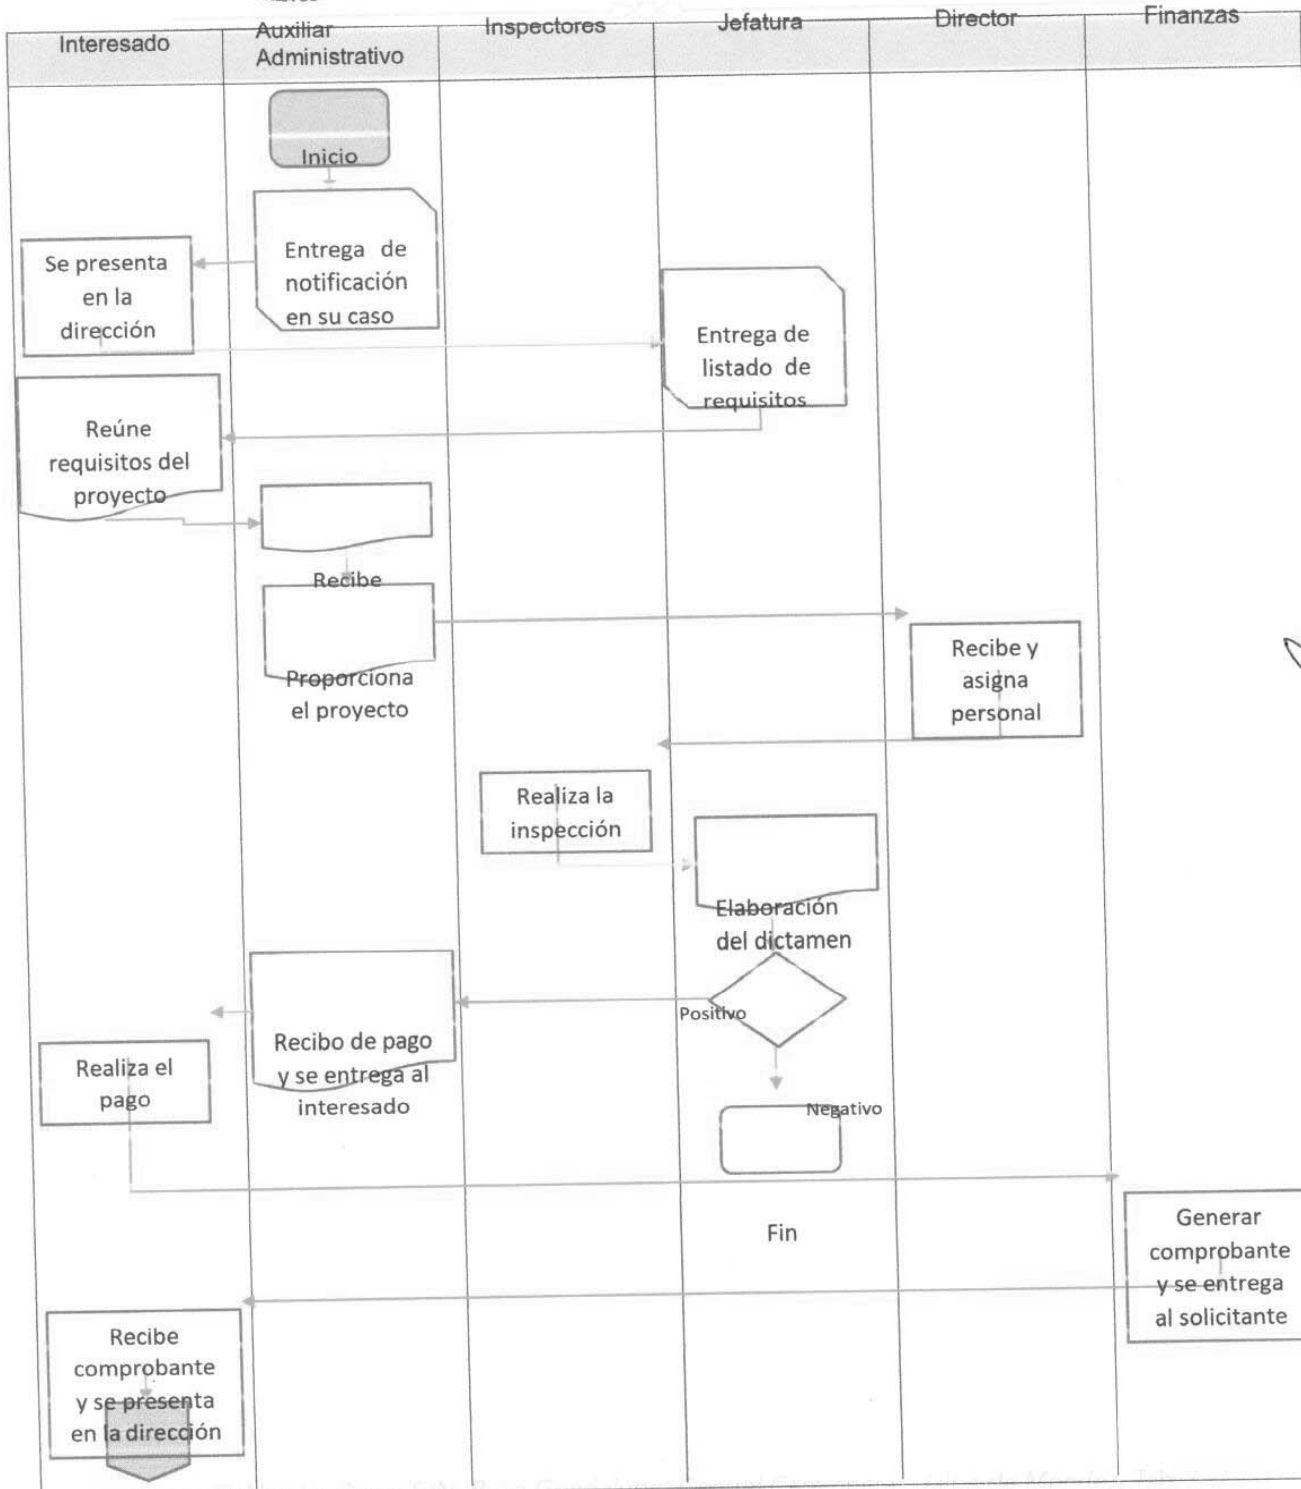 Interesado
Auxiliar
Administrativo
Inspectores
Jefatura
Director
Finanzas
Inicio
Entrega de
notificación
en su caso
Se presenta
en la
dirección
Entrega de
listado de
requisitos
Reúne
requisitos del
proyecto
Recibe
Proporciona
el proyecto
Recibe y
asigna
personal
Realiza la
inspección
Elaboración
del dictamen
Positivo
Negativo
Recibo de pago
y se entrega al
interesado
Realiza el
pago
Fin
Generar
comprobante
y se entrega
al solicitante
Recibe
comprobante
y se presenta
en la dirección